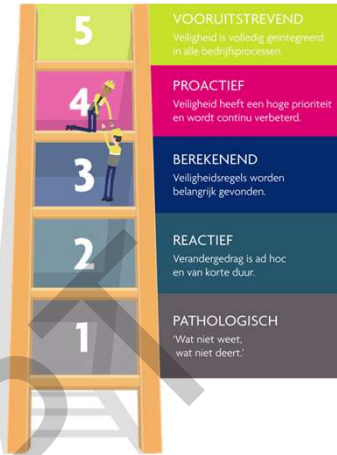 5
VOORUITSTREVEND
Veiligheid is volledig geïntegreerd
in alle bedrijfsprocessen.
4
PROACTIEF
Veiligheid heeft een hoge prioriteit
en wordt continu verbeterd.
3
BEREKENEND
Veiligheidsregels worden
belangrijk gevonden.
2
REACTIEF
Verandergedrag is ad hoc
en van korte duur.
1
PATHOLOGISCH
'Wat niet weet,
wat niet deert.'